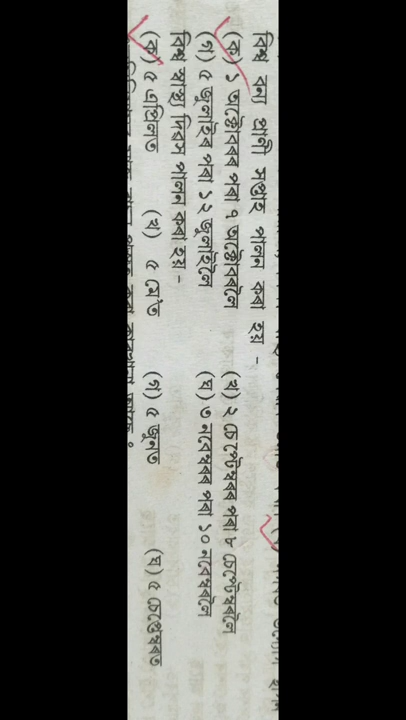 বিশ্ব বন্য প্ৰাণী সপ্তাহ পালন কৰা হয় –
(ক) ১ অক্টোবৰৰ পৰা ৭ অক্টোবৰলৈ (খ) ২ চেপ্টেম্বৰৰ পৰা ৮ চেপ্টেম্বৰলৈ
(গ) ৫ জুলাইৰ পৰা ১২ জুলাইলৈ (ঘ) ৩ নৱেম্বৰৰ পৰা ১০ নৱেম্বৰলৈ
বিশ্ব স্বাস্থ্য দিৱস পালন কৰা হয় –
(ক) ৫ এপ্ৰিলত (খ) ৫ মে'ত (গ) ৫ জুনত (ঘ) ৫ চেপ্তেম্বৰত